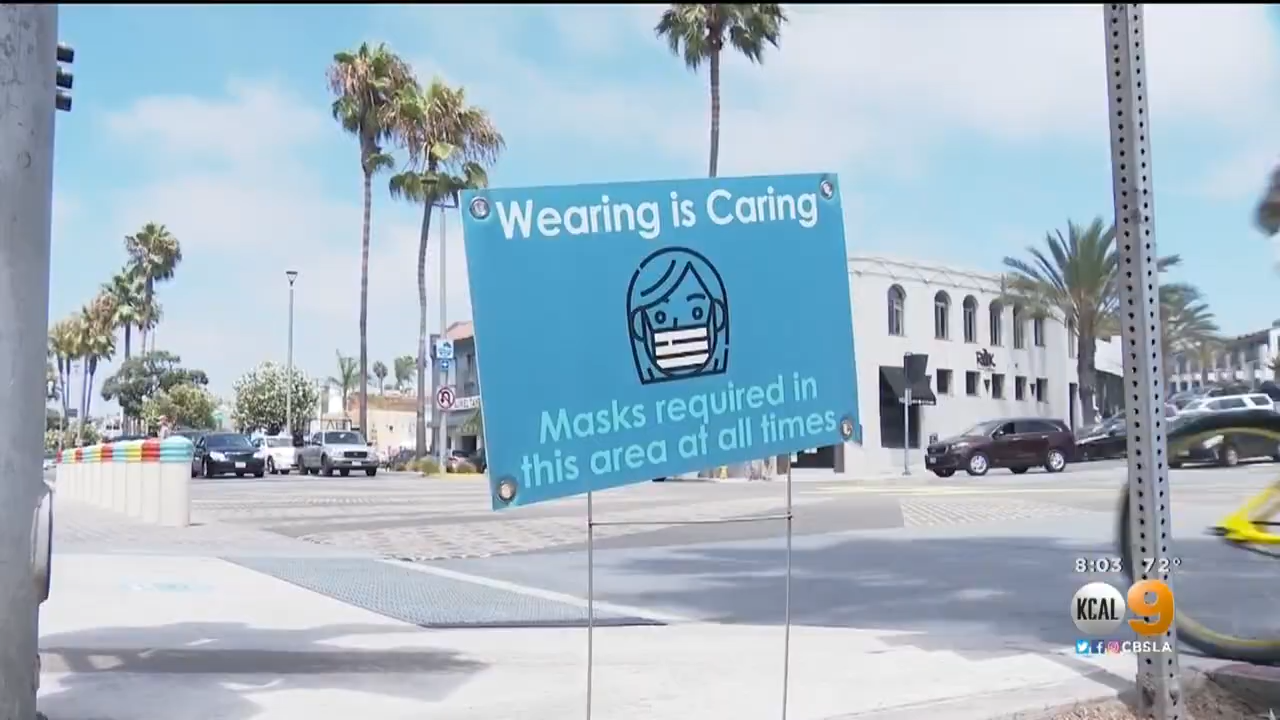 Wearing is Caring
Masks required in
this area at all times
8:03 72°
KCAL 9
CBSLA